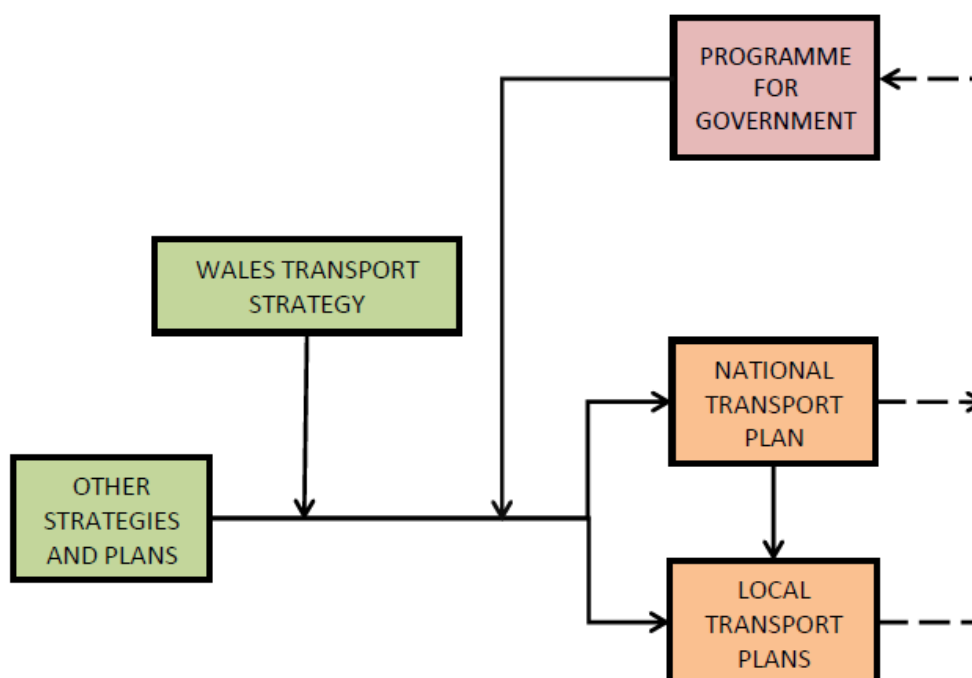 PROGRAMME
FOR
GOVERNMENT
WALES TRANSPORT
STRATEGY
NATIONAL
TRANSPORT
PLAN
OTHER
STRATEGIES
AND PLANS
LOCAL
TRANSPORT
PLANS